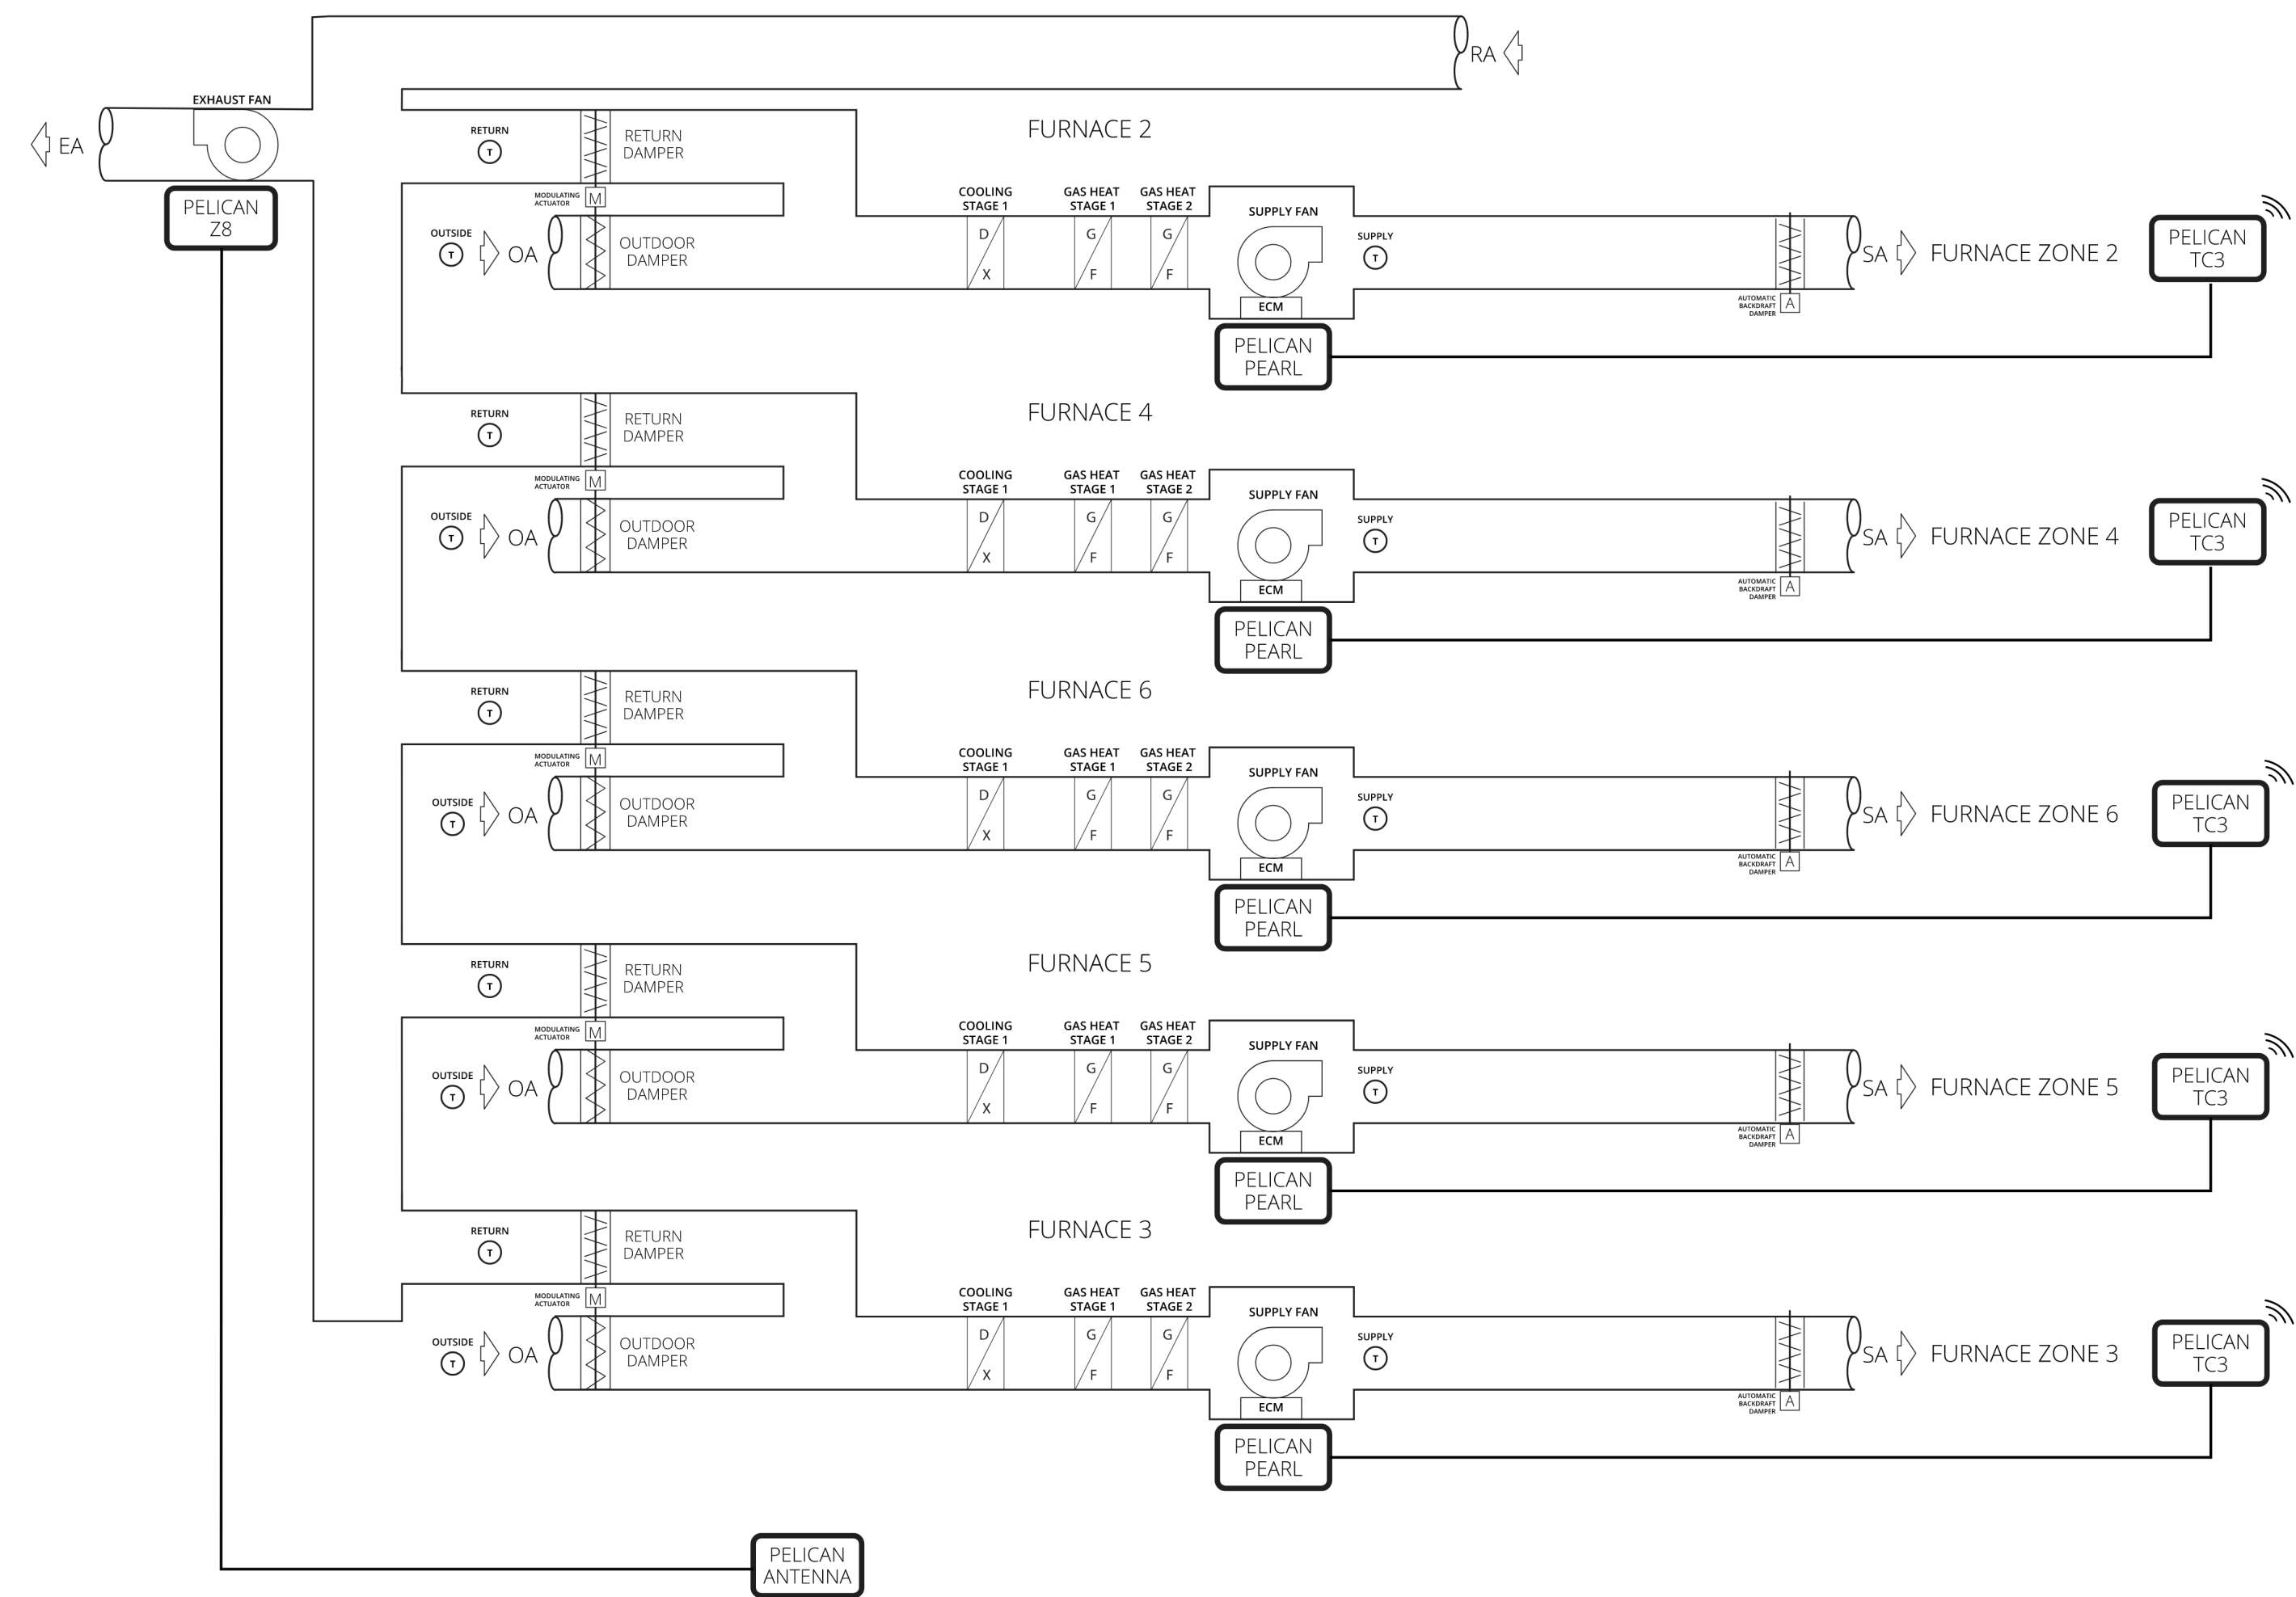 RA
EXHAUST FAN
EA
PELICAN
Z8
FURNACE 2
RETURN
T
RETURN
DAMPER
MODULATING
ACTUATOR
M
OUTSIDE
T
OA
OUTDOOR
DAMPER
COOLING
STAGE 1
D
X
GAS HEAT
STAGE 1
G
F
GAS HEAT
STAGE 2
G
F
SUPPLY FAN
ECM
PELICAN
PEARL
SUPPLY
T
AUTOMATIC
BACKDRAFT
DAMPER
A
SA
FURNACE ZONE 2
PELICAN
TC3
FURNACE 4
RETURN
T
RETURN
DAMPER
MODULATING
ACTUATOR
M
OUTSIDE
T
OA
OUTDOOR
DAMPER
COOLING
STAGE 1
D
X
GAS HEAT
STAGE 1
G
F
GAS HEAT
STAGE 2
G
F
SUPPLY FAN
ECM
PELICAN
PEARL
SUPPLY
T
AUTOMATIC
BACKDRAFT
DAMPER
A
SA
FURNACE ZONE 4
PELICAN
TC3
FURNACE 6
RETURN
T
RETURN
DAMPER
MODULATING
ACTUATOR
M
OUTSIDE
T
OA
OUTDOOR
DAMPER
COOLING
STAGE 1
D
X
GAS HEAT
STAGE 1
G
F
GAS HEAT
STAGE 2
G
F
SUPPLY FAN
ECM
PELICAN
PEARL
SUPPLY
T
AUTOMATIC
BACKDRAFT
DAMPER
A
SA
FURNACE ZONE 6
PELICAN
TC3
FURNACE 5
RETURN
T
RETURN
DAMPER
MODULATING
ACTUATOR
M
OUTSIDE
T
OA
OUTDOOR
DAMPER
COOLING
STAGE 1
D
X
GAS HEAT
STAGE 1
G
F
GAS HEAT
STAGE 2
G
F
SUPPLY FAN
ECM
PELICAN
PEARL
SUPPLY
T
AUTOMATIC
BACKDRAFT
DAMPER
A
SA
FURNACE ZONE 5
PELICAN
TC3
FURNACE 3
RETURN
T
RETURN
DAMPER
MODULATING
ACTUATOR
M
OUTSIDE
T
OA
OUTDOOR
DAMPER
COOLING
STAGE 1
D
X
GAS HEAT
STAGE 1
G
F
GAS HEAT
STAGE 2
G
F
SUPPLY FAN
ECM
PELICAN
PEARL
SUPPLY
T
AUTOMATIC
BACKDRAFT
DAMPER
A
SA
FURNACE ZONE 3
PELICAN
TC3
PELICAN
ANTENNA